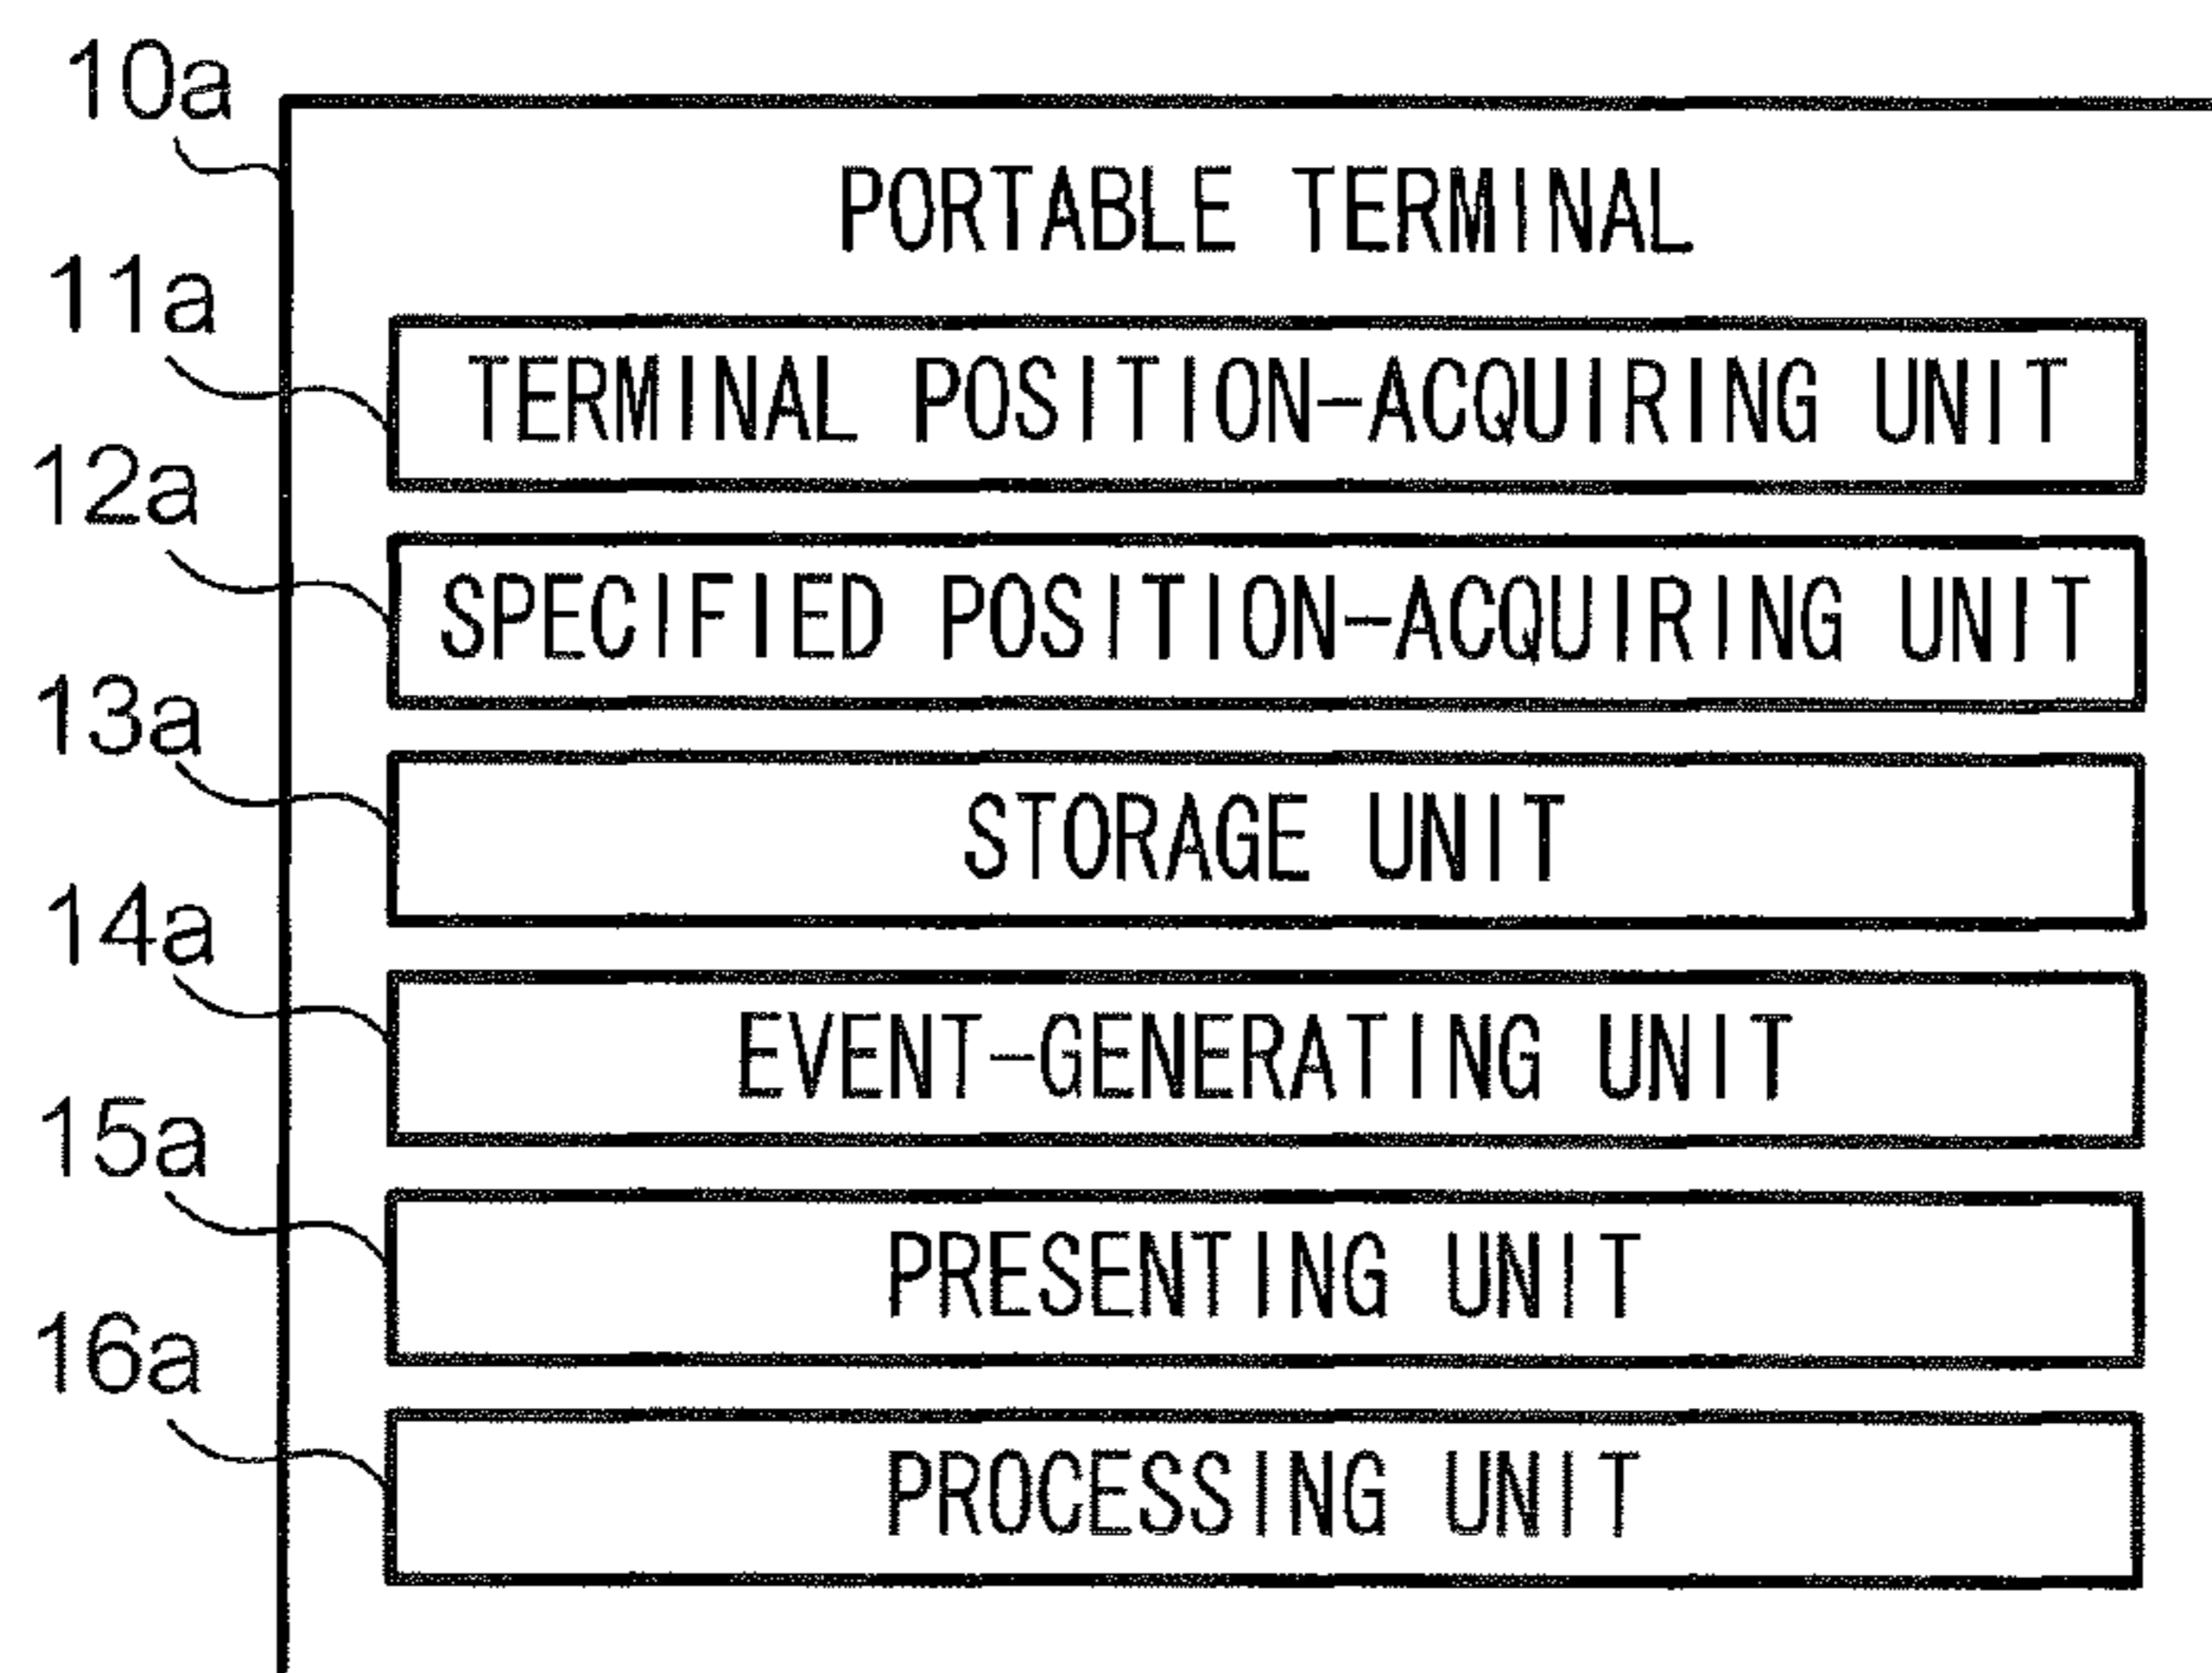 10a
PORTABLE TERMINAL
11a
TERMINAL POSITION-ACQUIRING UNIT
12a
SPECIFIED POSITION-ACQUIRING UNIT
13a
STORAGE UNIT
14a
EVENT-GENERATING UNIT
15a
PRESENTING UNIT
16a
PROCESSING UNIT